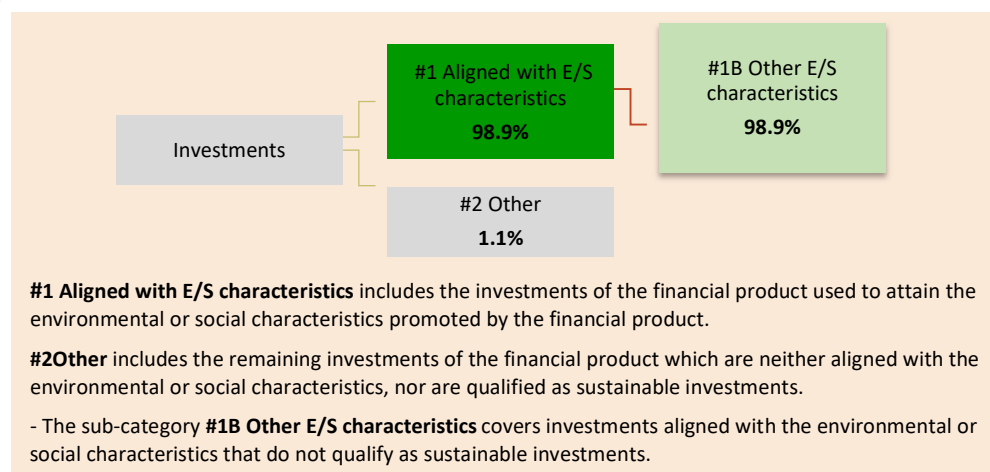 Investments
#1 Aligned with E/S
characteristics
98.9%
#1B Other E/S
characteristics
98.9%
#2 Other
1.1%
#1 Aligned with E/S characteristics includes the investments of the financial product used to attain the
environmental or social characteristics promoted by the financial product.
#2Other includes the remaining investments of the financial product which are neither aligned with the
environmental or social characteristics, nor are qualified as sustainable investments.
- The sub-category #1B Other E/S characteristics covers investments aligned with the environmental or
social characteristics that do not qualify as sustainable investments.